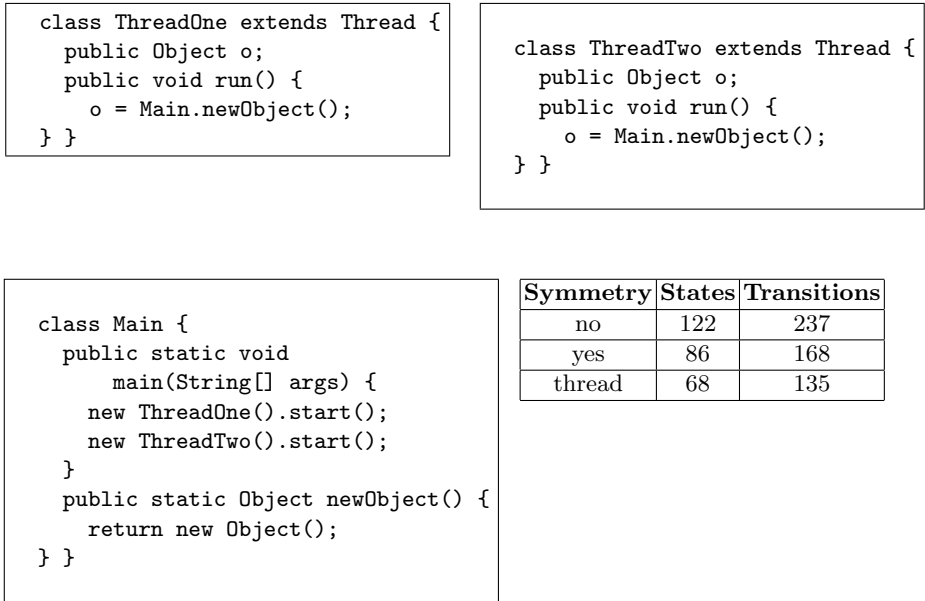 class ThreadOne extends Thread {
  public Object o;
  public void run() {
    o = Main.newObject();
} }
class ThreadTwo extends Thread {
  public Object o;
  public void run() {
    o = Main.newObject();
} }
class Main {
  public static void
      main(String[] args) {
    new ThreadOne().start();
    new ThreadTwo().start();
  }
  public static Object newObject() {
    return new Object();
} }
Symmetry States Transitions
no 122 237
yes 86 168
thread 68 135